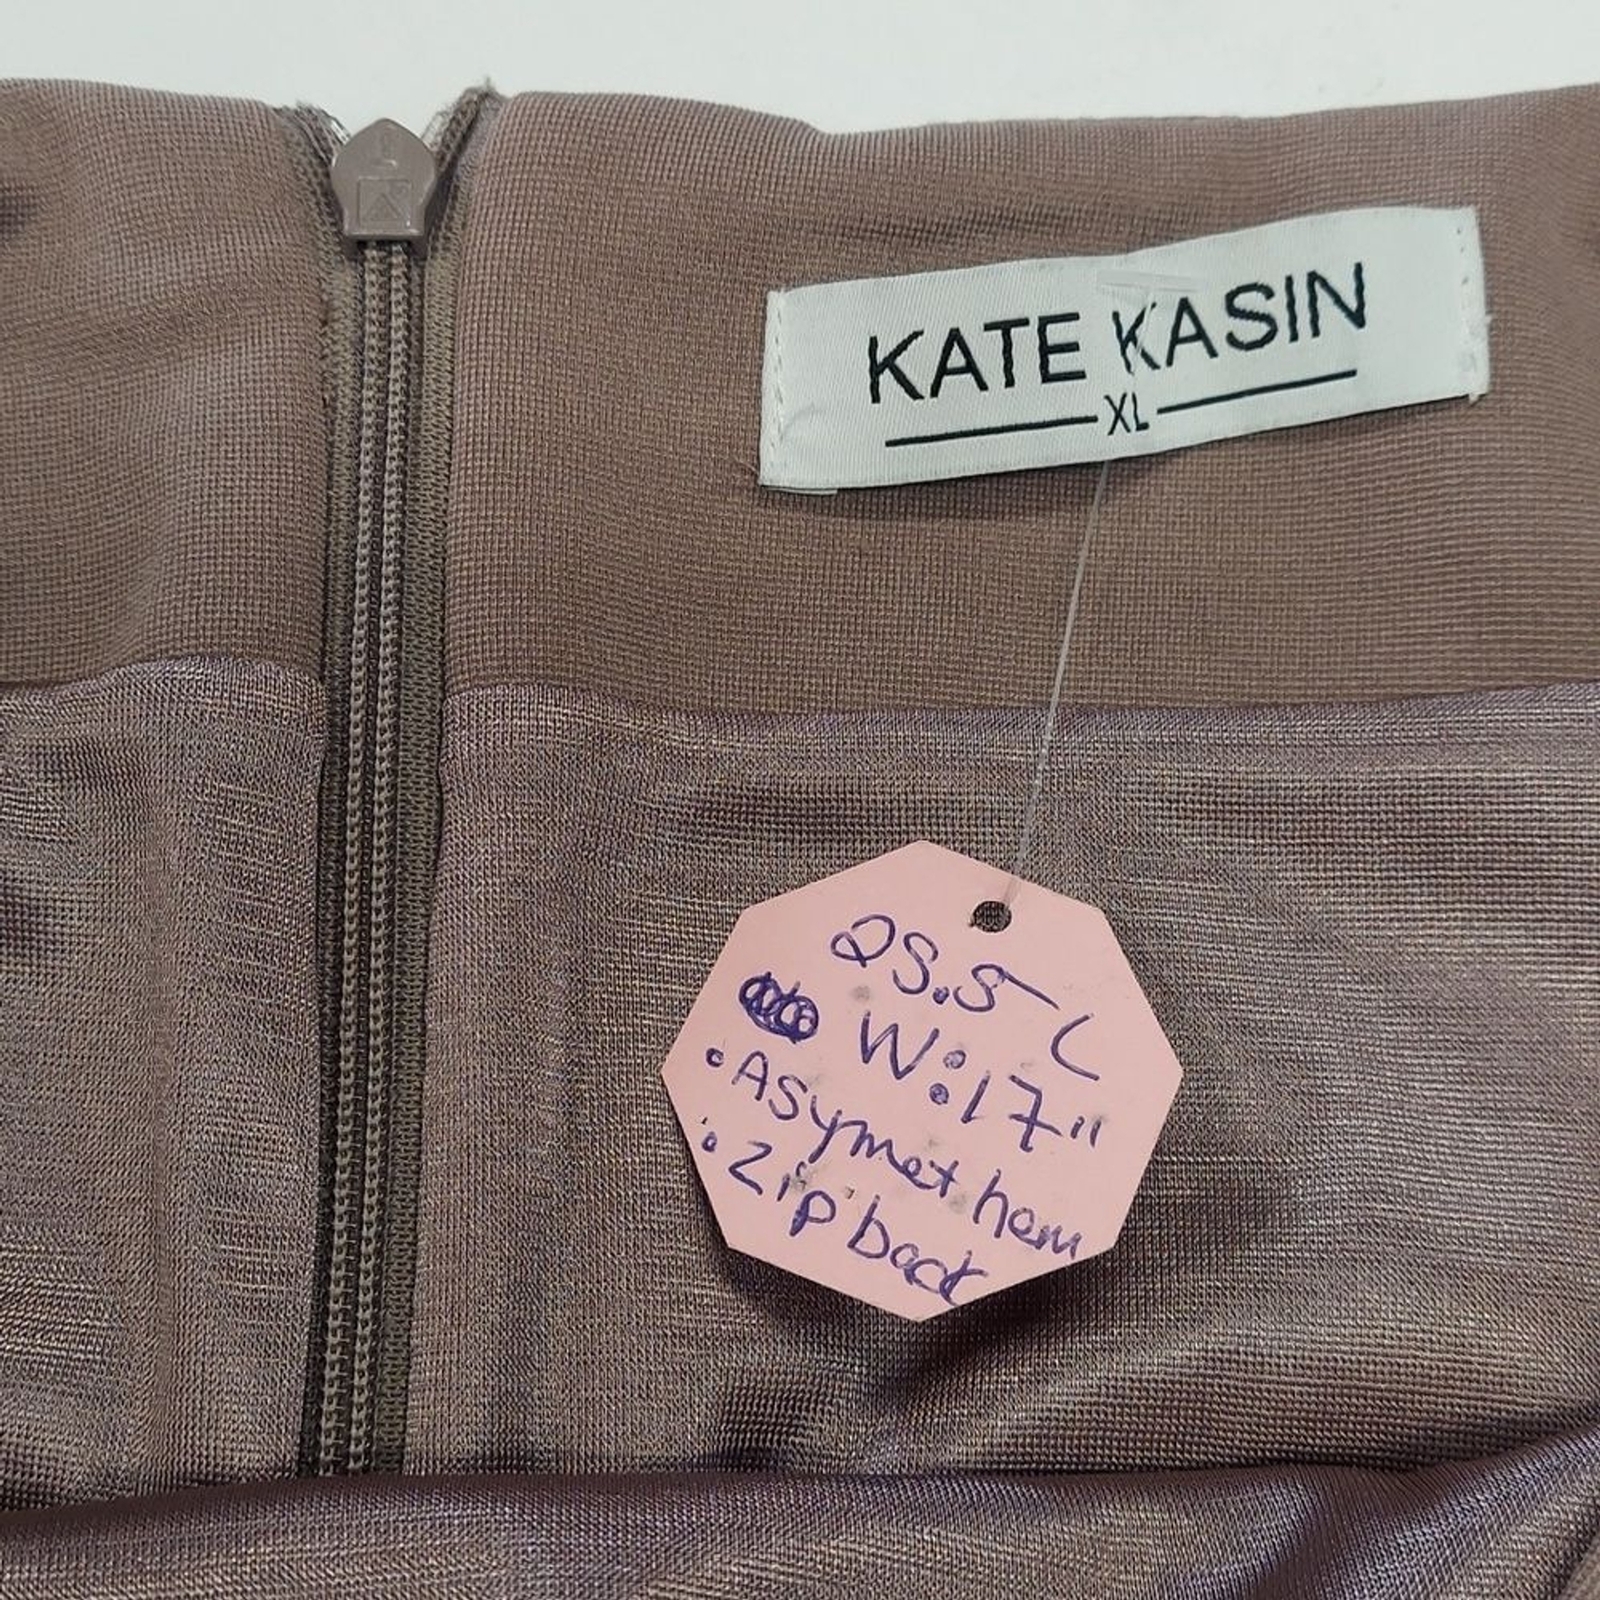 KATE KASIN
XL
25.5 L
W:17"
• Asymet hem
• Zip back